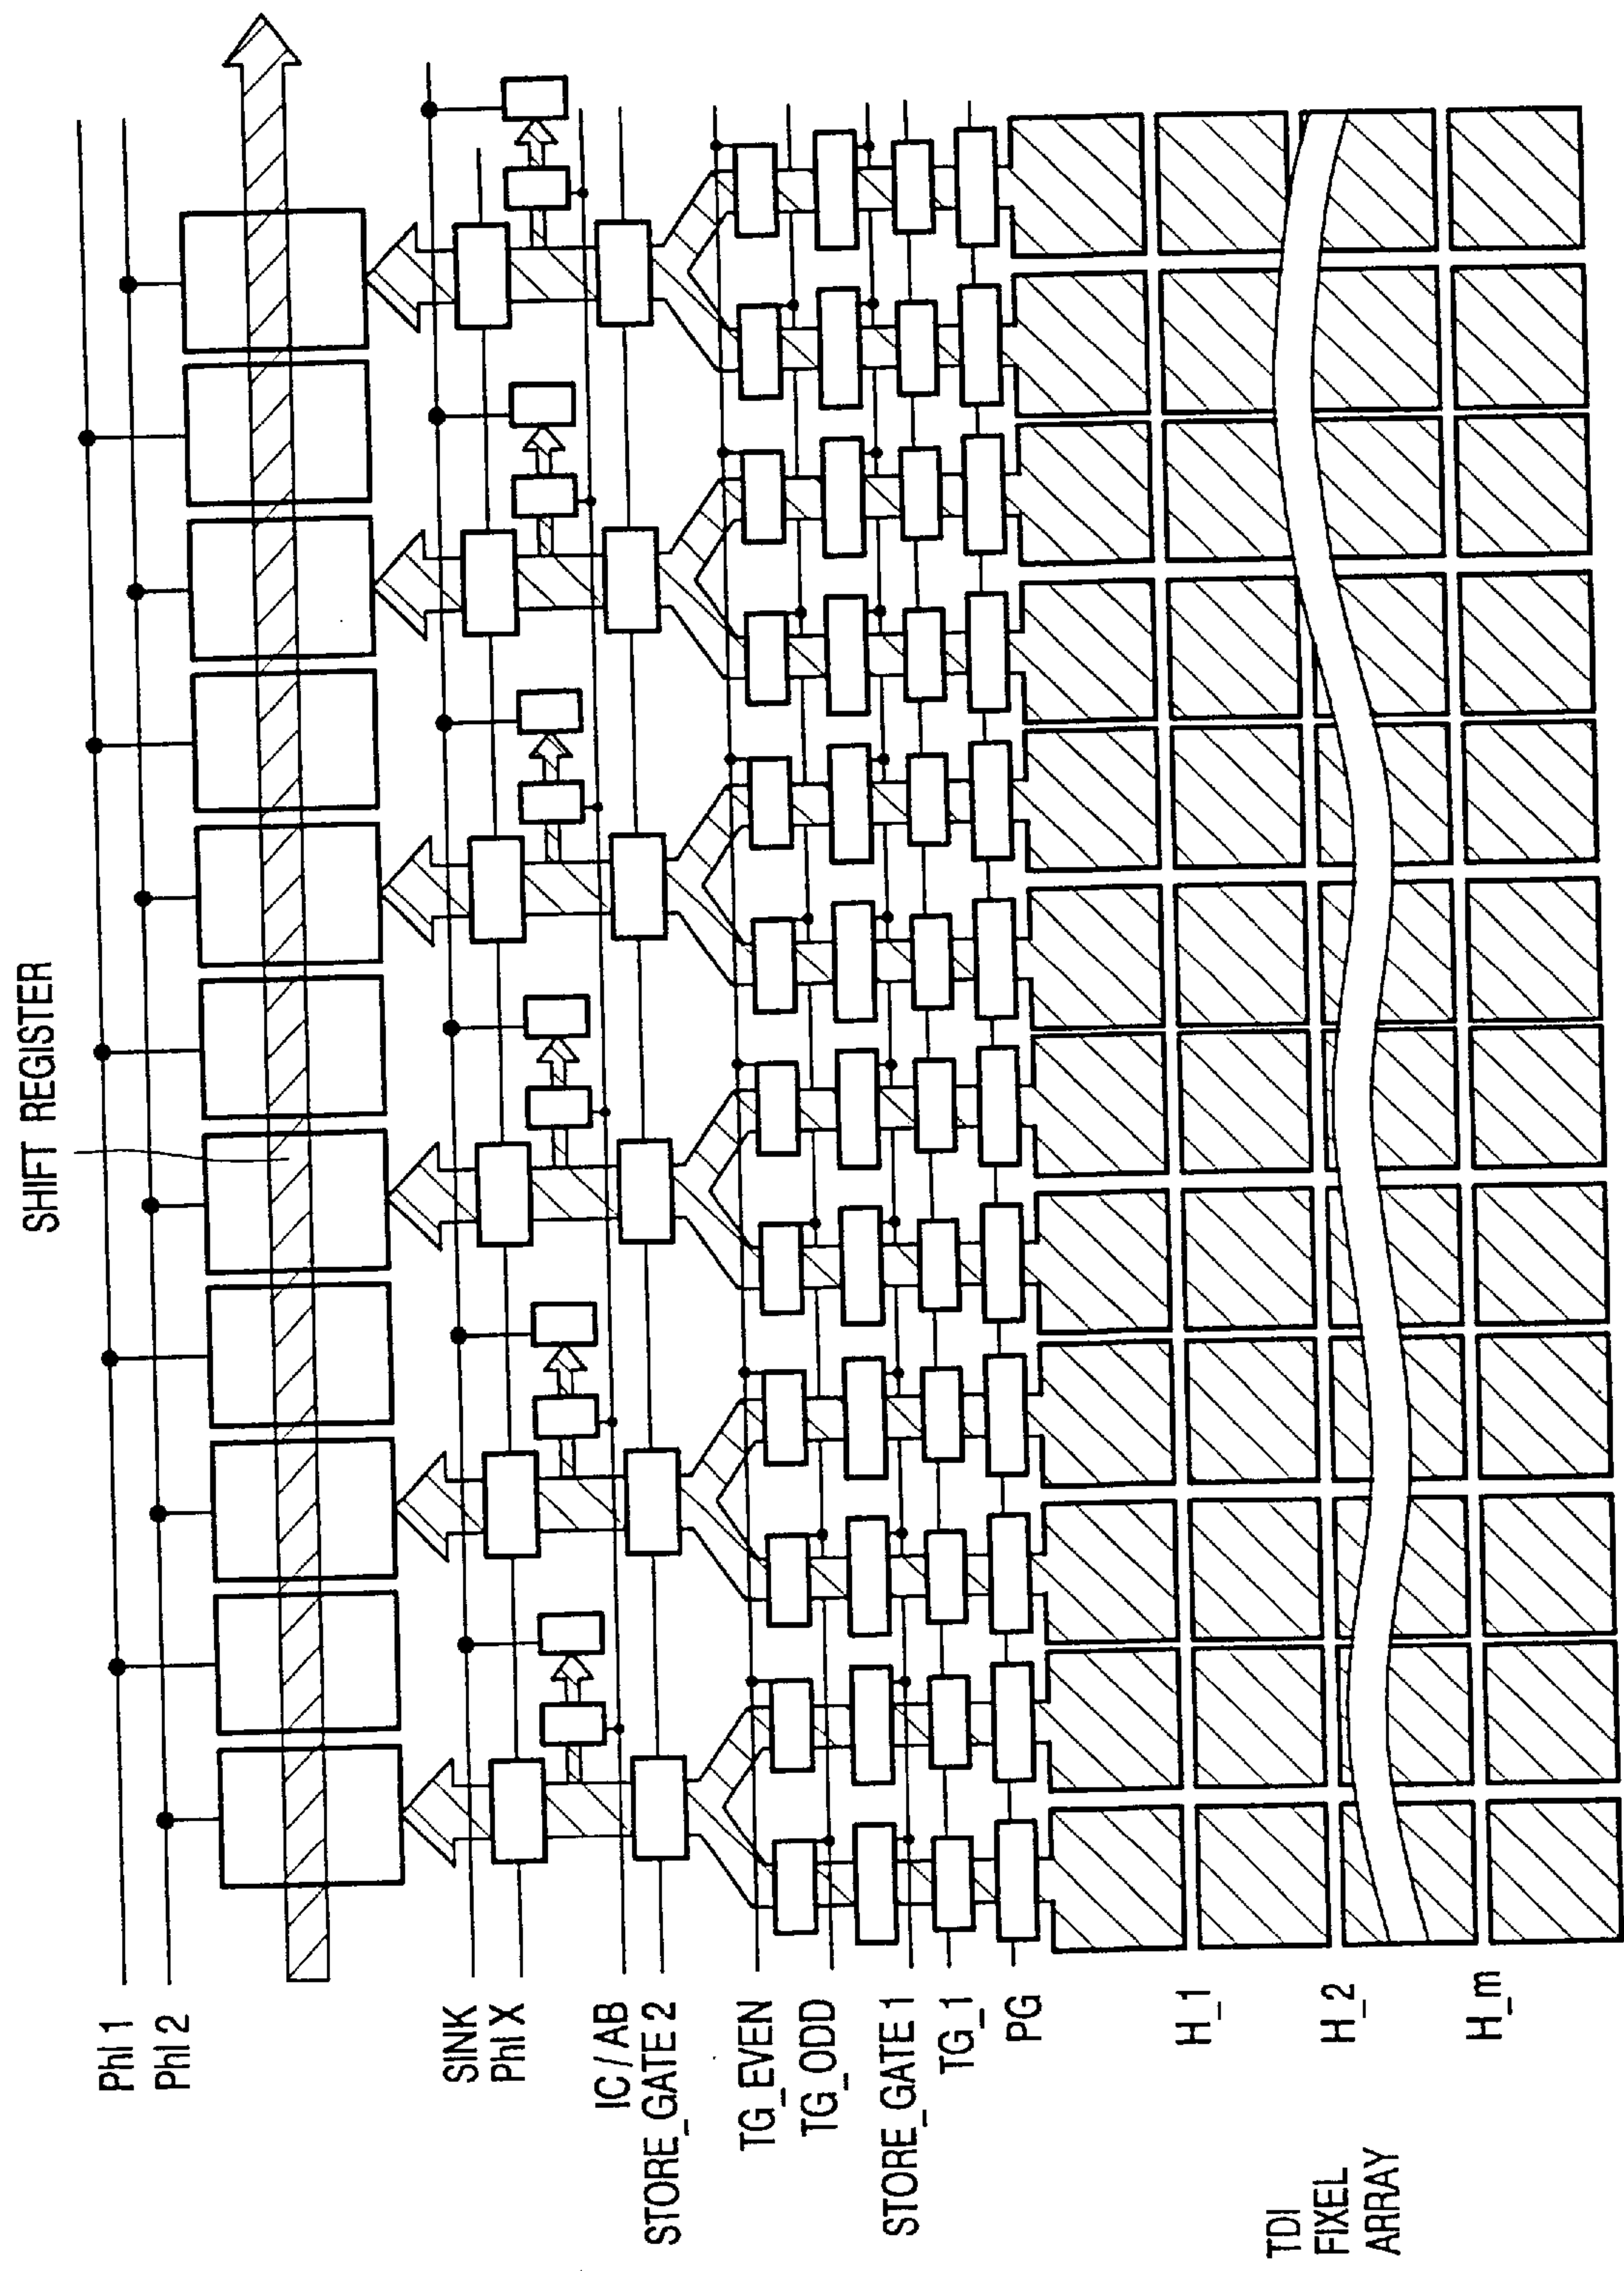 SHIFT REGISTER
PhI 1
PhI 2
SINK
PhI X
IC / AB
STORE_GATE 2
TG_EVEN
TG_ODD
STORE_GATE 1
TG_1
PG
H_1
H_2
H_m
TDI
FIXEL
ARRAY